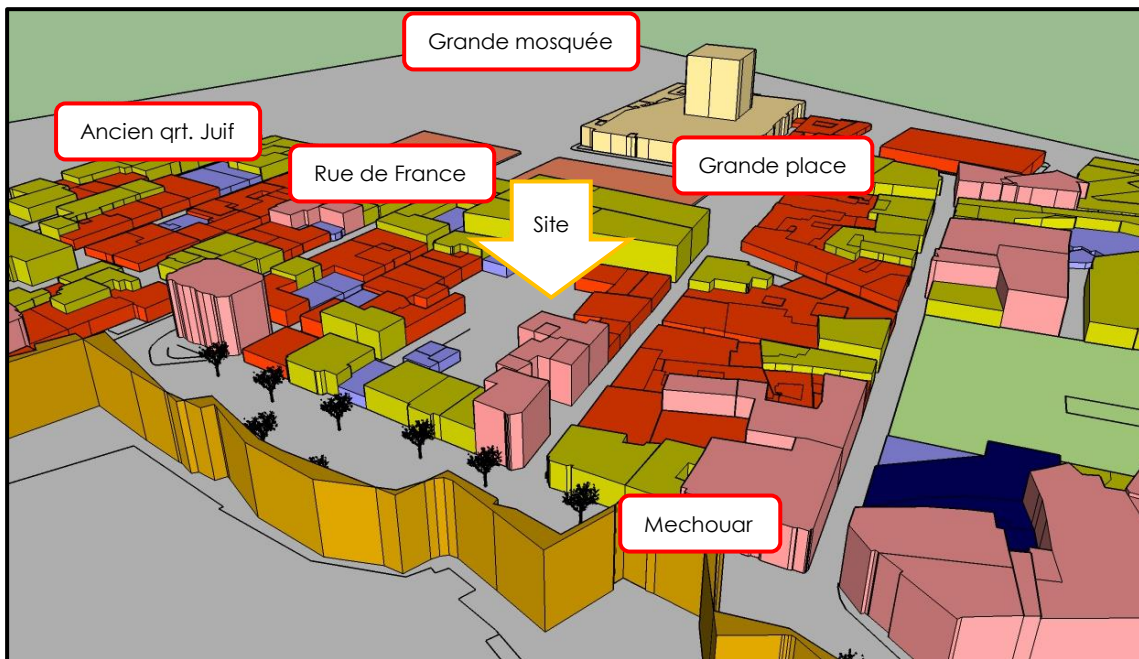 Grande mosquée
Ancien qrt. Juif
Rue de France
Grande place
Site
Mechouar